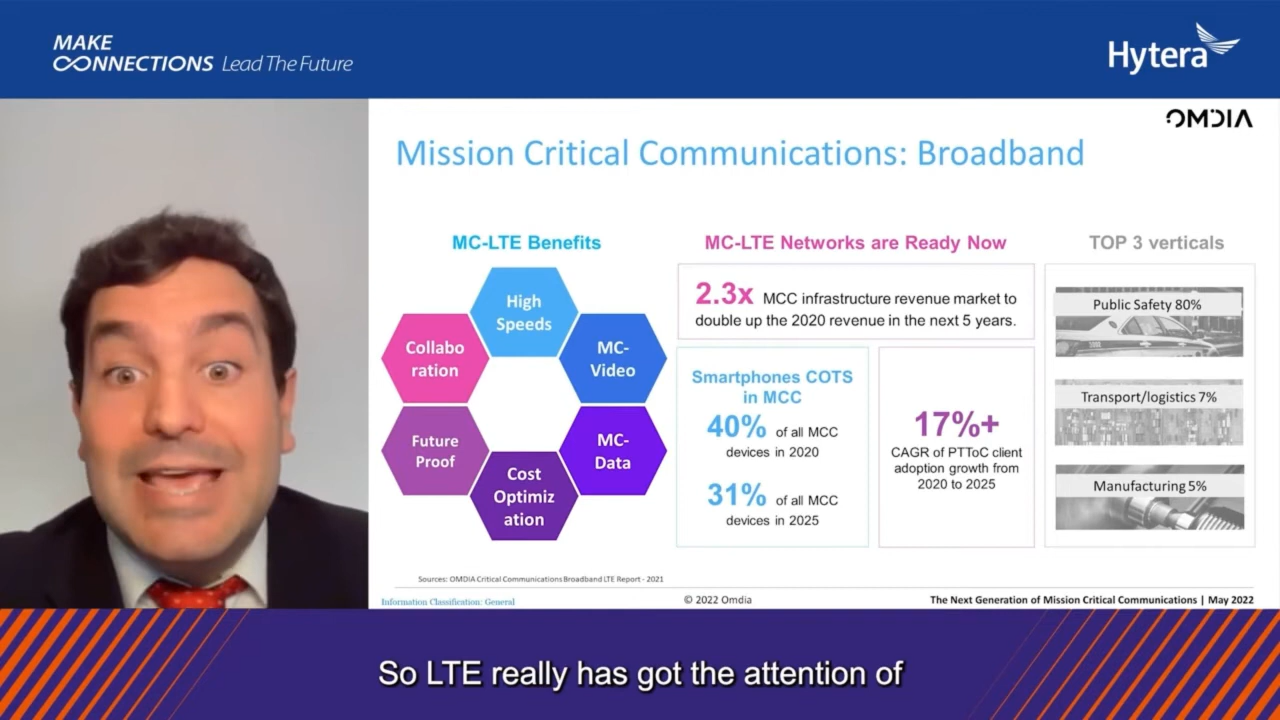 MAKE
CONNECTIONS Lead The Future
Hytera
OMDIA
Mission Critical Communications: Broadband
MC-LTE Benefits
High
Speeds
Collabo
ration
MC-
Video
Future
Proof
MC-
Data
Cost
Optimiz
ation
MC-LTE Networks are Ready Now
2.3x MCC infrastructure revenue market to
double up the 2020 revenue in the next 5 years.
Smartphones COTS
in MCC
40% of all MCC
devices in 2020
31% of all MCC
devices in 2025
17%+
CAGR of PTToC client
adoption growth from
2020 to 2025
TOP 3 verticals
Public Safety 80%
Transport/logistics 7%
Manufacturing 5%
Sources: OMDIA Critical Communications Broadband LTE Report - 2021
Information Classification: General
© 2022 Omdia
The Next Generation of Mission Critical Communications | May 2022
So LTE really has got the attention of